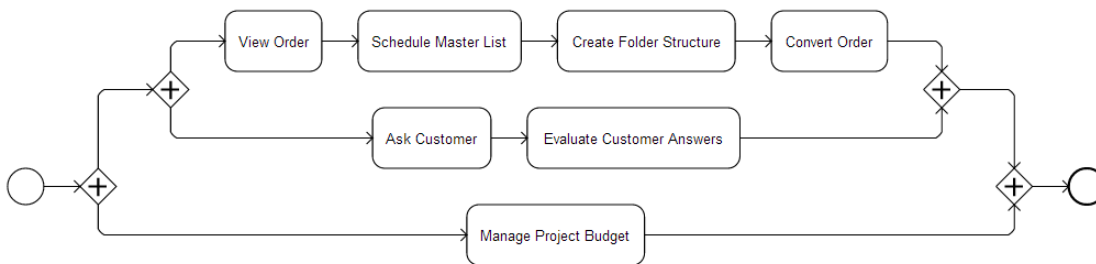 View Order
Schedule Master List
Create Folder Structure
Convert Order
Ask Customer
Evaluate Customer Answers
Manage Project Budget